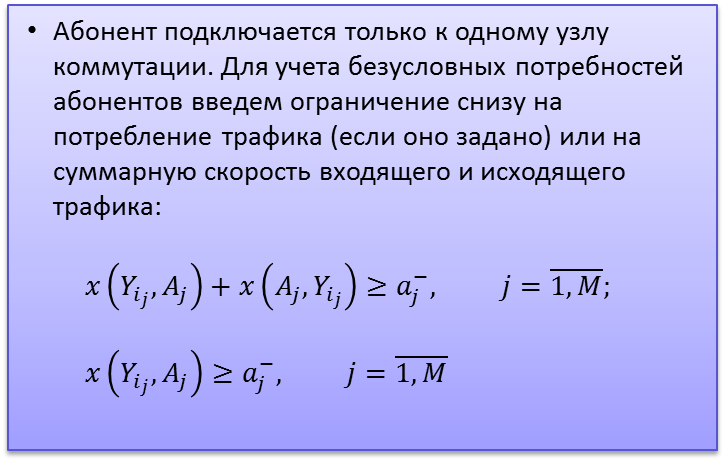 • Абонент подключается только к одному узлу
коммутации. Для учета безусловных потребностей
абонентов введем ограничение снизу на
потребление трафика (если оно задано) или на
суммарную скорость входящего и исходящего
трафика:
$x\left(Y_{i_j}, A_j\right) + x\left(A_j, Y_{i_j}\right) \geq a_j^-, \quad j = \overline{1, M};$
$x\left(Y_{i_j}, A_j\right) \geq a_j^-, \quad j = \overline{1, M}$